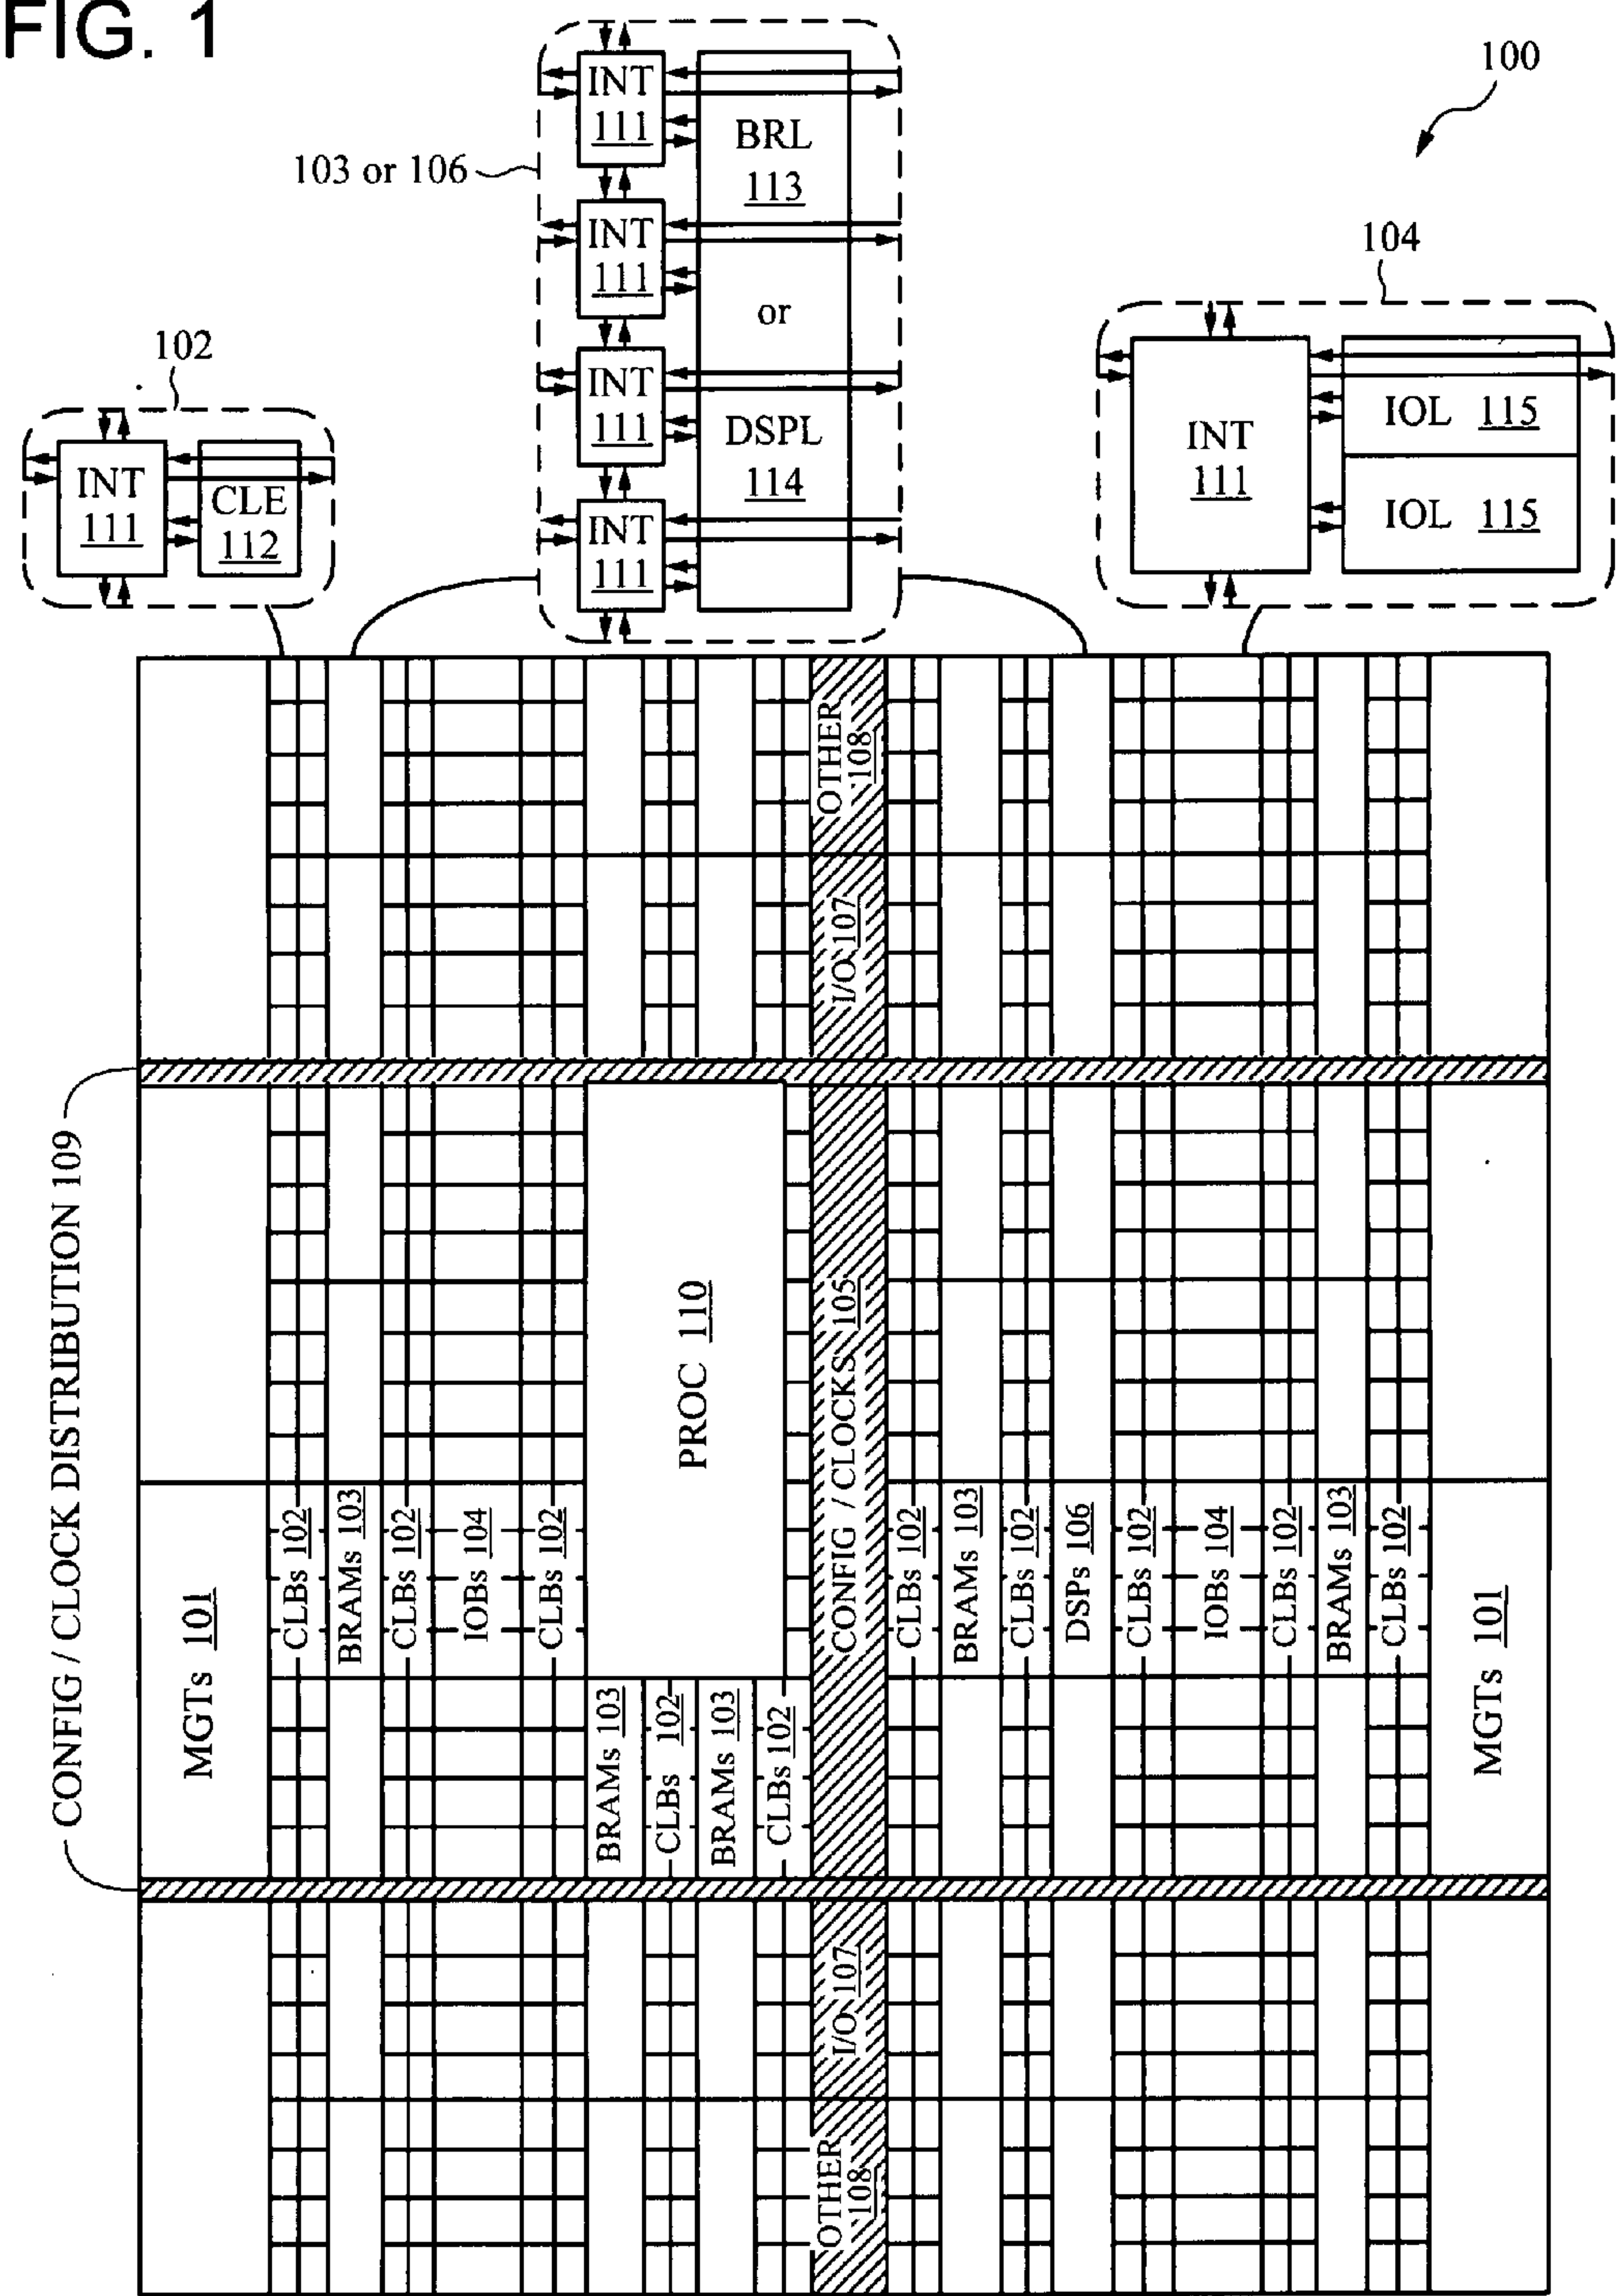 FIG. 1
100
103 or 106
INT
111
INT
111
INT
111
INT
111
BRL
113
or
DSPL
114
102
INT
111
CLE
112
104
INT
111
IOL 115
IOL 115
OTHER
108
I/O 107
CONFIG / CLOCK DISTRIBUTION 109
MGTs 101
CLBs 102
BRAMs 103
CLBs 102
IOBs 104
CLBs 102
PROC 110
BRAMs 103
CLBs 102
BRAMs 103
CLBs 102
CONFIG / CLOCKS 105
CLBs 102
BRAMs 103
CLBs 102
DSPs 106
CLBs 102
IOBs 104
CLBs 102
BRAMs 103
CLBs 102
MGTs 101
I/O 107
OTHER
108